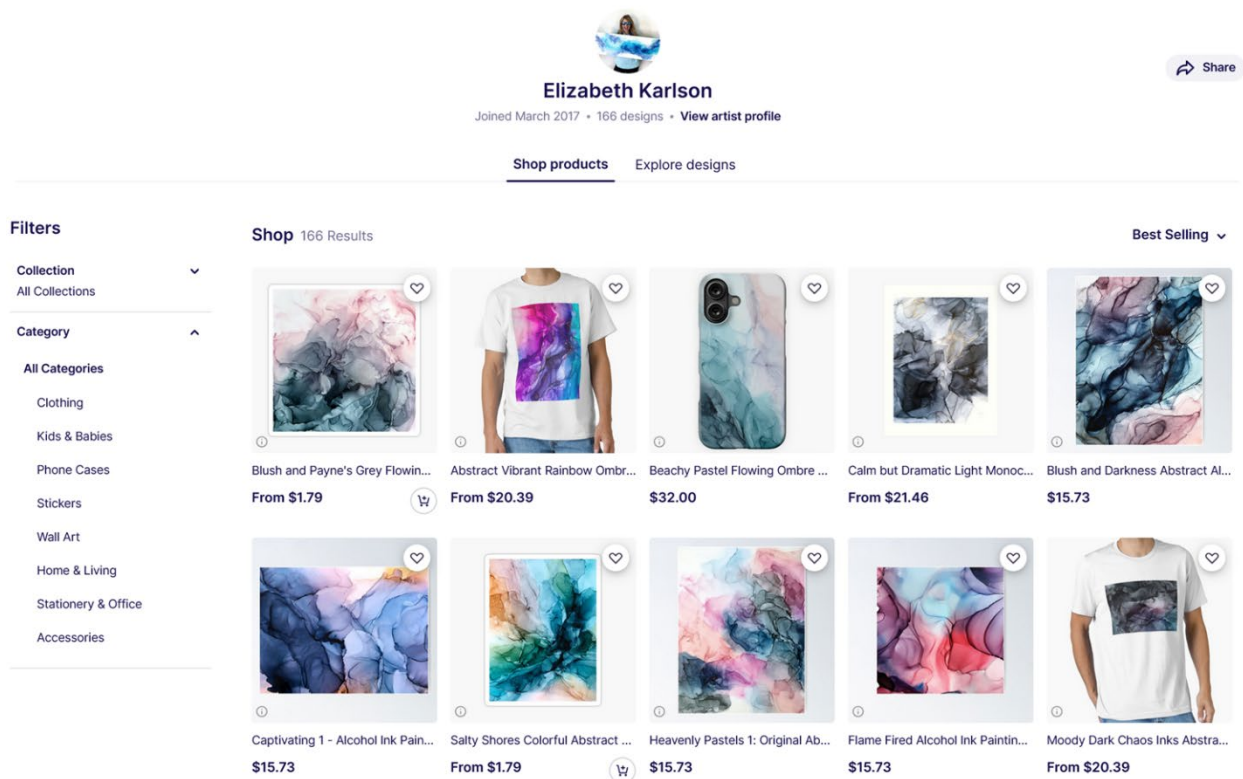 Elizabeth Karlson
Share
Joined March 2017 • 166 designs • View artist profile
Shop products Explore designs
Filters
Shop 166 Results
Best Selling
Collection
All Collections
Category
All Categories
Clothing
Kids & Babies
Phone Cases
Stickers
Wall Art
Home & Living
Stationery & Office
Accessories
Blush and Payne's Grey Flowin...
From $1.79
Abstract Vibrant Rainbow Ombr...
From $20.39
Beachy Pastel Flowing Ombre ...
$32.00
Calm but Dramatic Light Monoc...
From $21.46
Blush and Darkness Abstract Al...
$15.73
Captivating 1 - Alcohol Ink Pain...
$15.73
Salty Shores Colorful Abstract ...
From $1.79
Heavenly Pastels 1: Original Ab...
$15.73
Flame Fired Alcohol Ink Paintin...
$15.73
Moody Dark Chaos Inks Abstra...
From $20.39